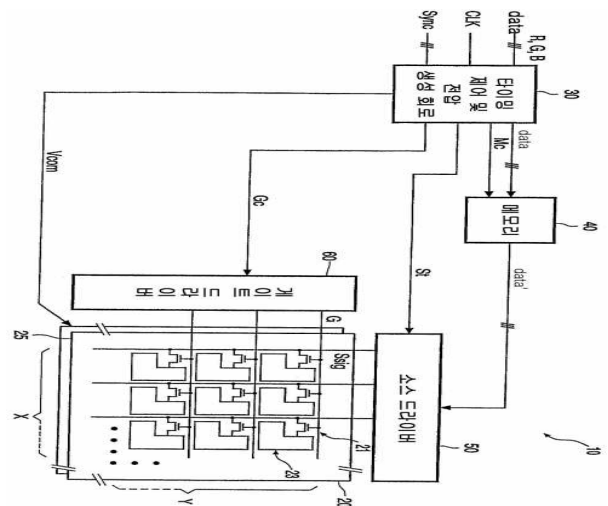 10
R, G, B
data
CLK
Sync
30
타이밍
제어 및
전압
생성 회로
data
Mc
40
메모리
data'
St
50
소스드라이버
Gc
60
게이트 드라이버
G
Ssig
21
23
20
Y
X
25
Vcom